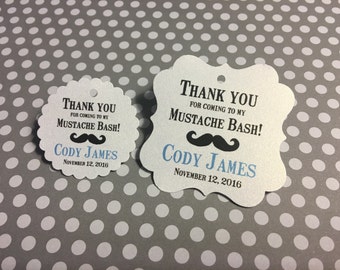 THANK YOU
FOR COMING TO MY
MUSTACHE BASH!
CODY JAMES
NOVEMBER 12, 2016
THANK YOU
FOR COMING TO MY
MUSTACHE BASH!
CODY JAMES
NOVEMBER 12, 2016